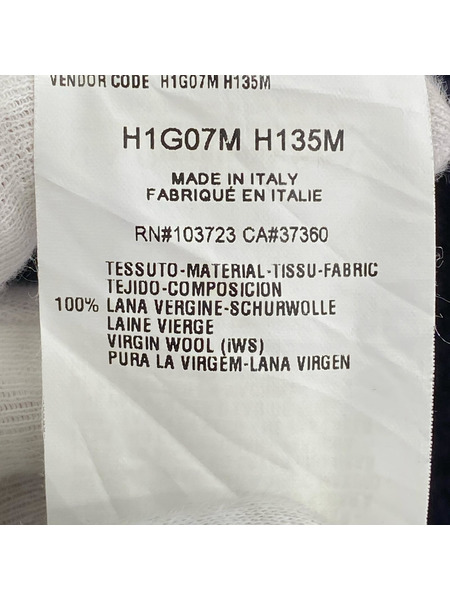 VENDOR CODE H1G07M H135M
H1G07M H135M
MADE IN ITALY
FABRIQUÉ EN ITALIE
RN#103723 CA#37360
TESSUTO-MATERIAL-TISSU-FABRIC
TEJIDO-COMPOSICION
100% LANA VERGINE-SCHURWOLLE
LAINE VIERGE
VIRGIN WOOL (iWS)
PURA LA VIRGEM-LANA VIRGEN